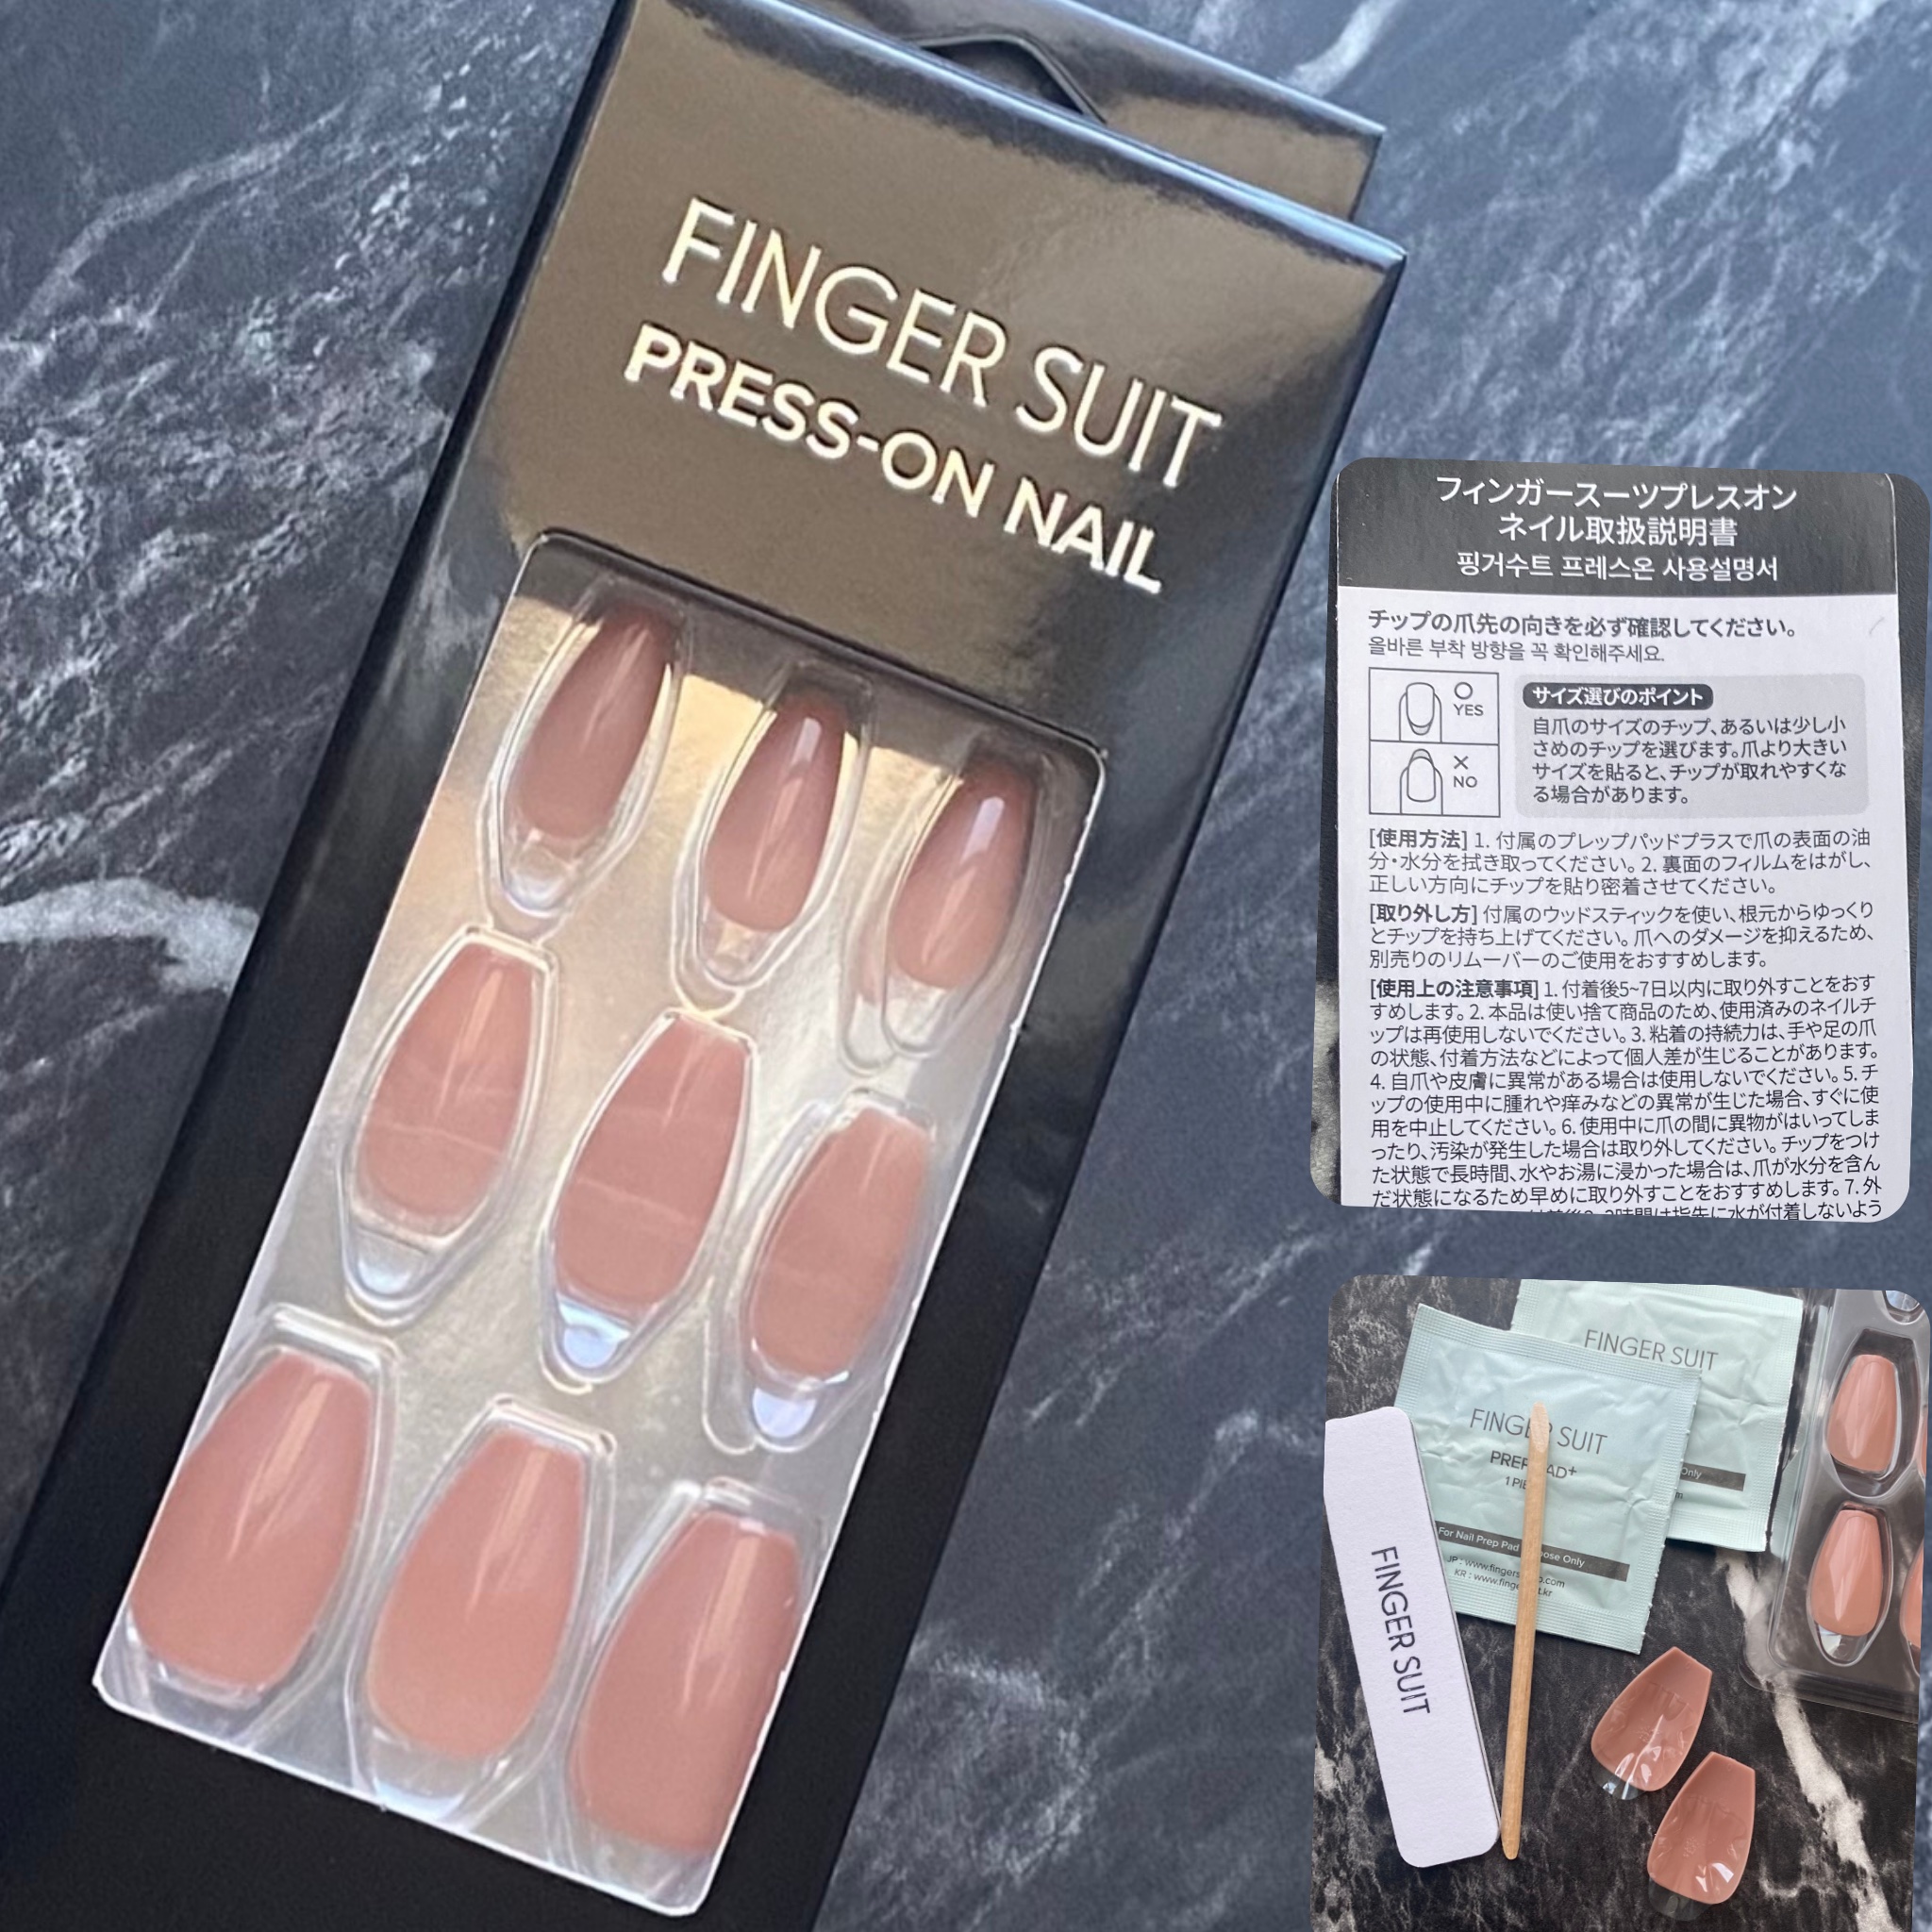 FINGER SUIT
PRESS-ON NAIL
フィンガースーツプレスオン
ネイル取扱説明書
핑거수트 프레스온 사용설명서
チップの爪先の向きを必ず確認してください。
올바른 부착 방향을 꼭 확인해주세요.
○
YES
×
NO
サイズ選びのポイント
自爪のサイズのチップ、あるいは少し小
さめのチップを選びます。爪より大きい
サイズを貼ると、チップが取れやすくな
る場合があります。
[使用方法] 1. 付属のプレップパッドプラスで爪の表面の油
分・水分を拭き取ってください。2. 裏面のフィルムをはがし、
正しい方向にチップを貼り密着させてください。
[取り外し方] 付属のウッドスティックを使い、根元からゆっくり
とチップを持ち上げてください。爪へのダメージを抑えるため、
別売りのリムーバーのご使用をおすすめします。
[使用上の注意事項] 1. 付着後5~7日以内に取り外すことをおす
すめします。2. 本品は使い捨て商品のため、使用済みのネイルチ
ップは再使用しないでください。3. 粘着の持続力は、手や足の爪
の状態、付着方法などによって個人差が生じることがあります。
4. 自爪や皮膚に異常がある場合は使用しないでください。5. チ
ップの使用中に腫れや痒みなどの異常が生じた場合、すぐに使
用を中止してください。6. 使用中に爪の間に異物がはいってしま
ったり、汚染が発生した場合は取り外してください。チップをつけ
た状態で長時間、水やお湯に浸かった場合は、爪が水分を含ん
だ状態になるため早めに取り外すことをおすすめします。7. 外
時間は指先に水が付着しないよう
FINGER SUIT
Only
FINGER SUIT
1
For Nail Prep Pad
Only
JP : www.fingers
.com
KR : www.finge
.kr
FINGER SUIT